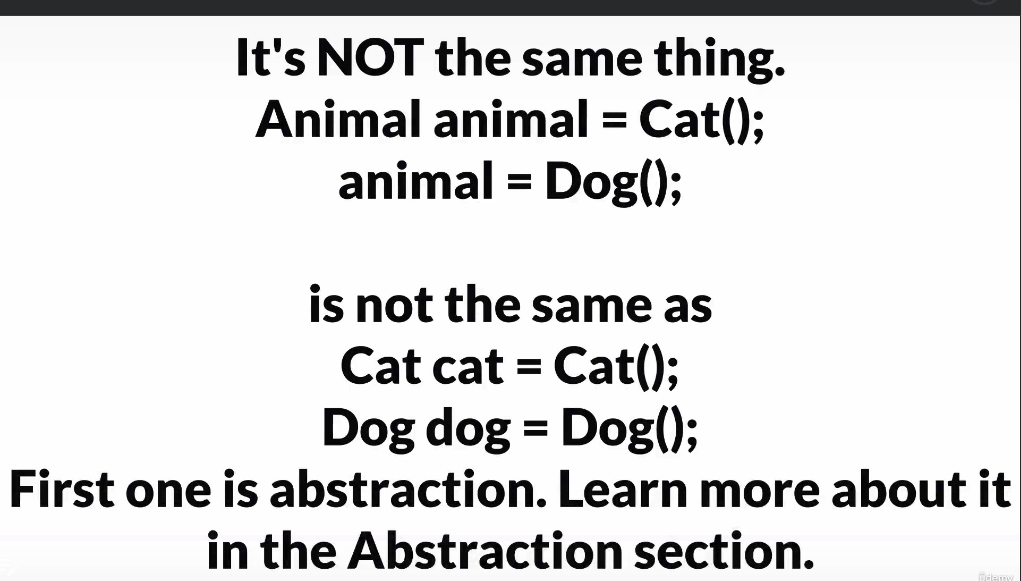 It's NOT the same thing.
Animal animal = Cat();
animal = Dog();
is not the same as
Cat cat = Cat();
Dog dog = Dog();
First one is abstraction. Learn more about it
in the Abstraction section.
ûdemy